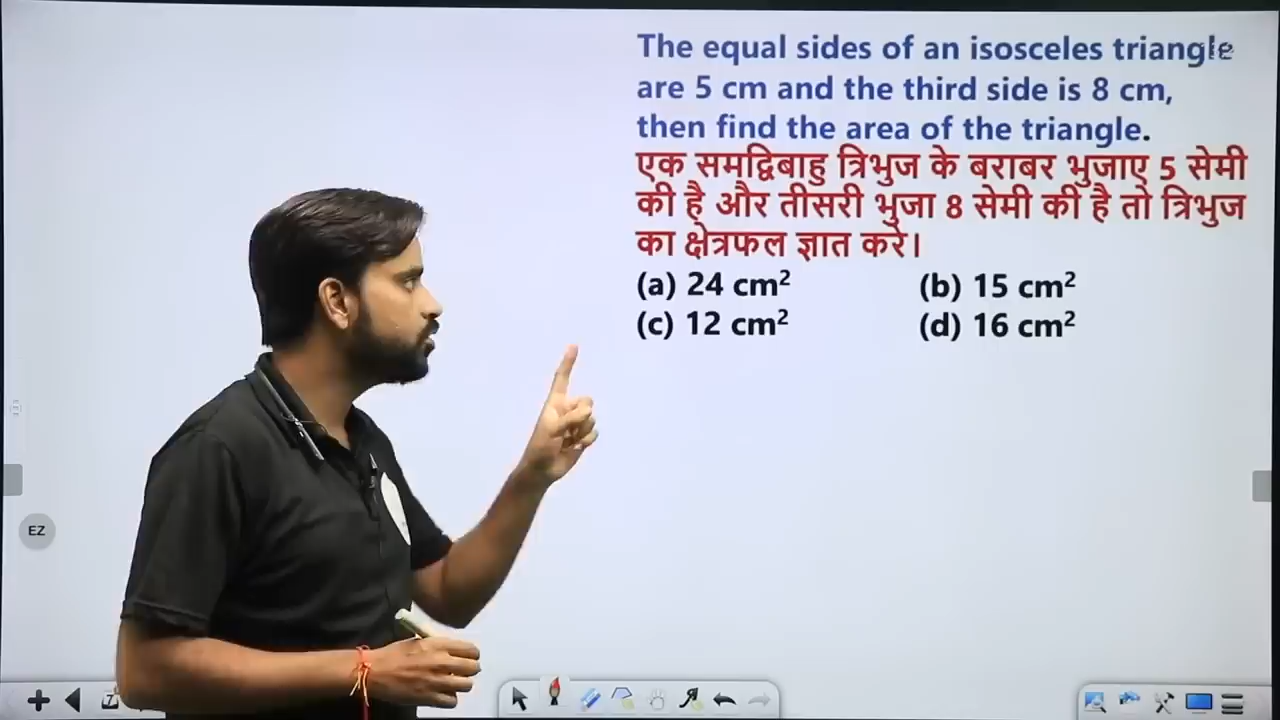 The equal sides of an isosceles triangle
are 5 cm and the third side is 8 cm,
then find the area of the triangle.
एक समद्विबाहु त्रिभुज के बराबर भुजाए 5 सेमी
की है और तीसरी भुजा 8 सेमी की है तो त्रिभुज
का क्षेत्रफल ज्ञात करे।
(a) 24 cm² (b) 15 cm²
(c) 12 cm² (d) 16 cm²
EZ